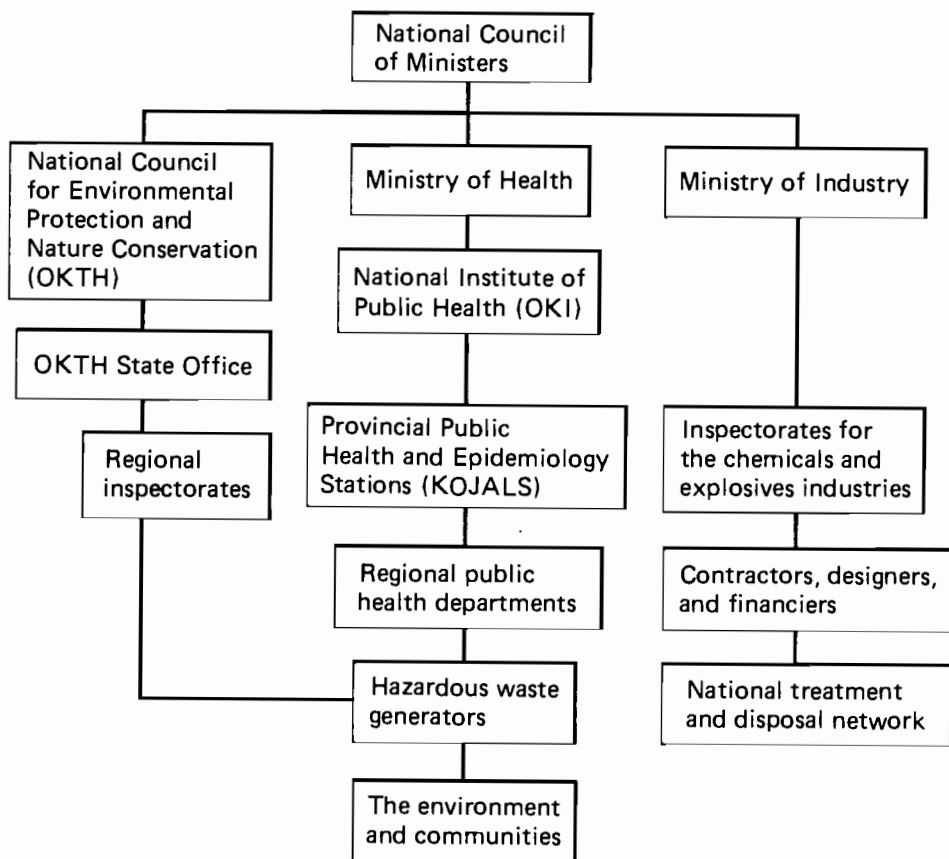 National Council
of Ministers
National Council
for Environmental
Protection and
Nature Conservation
(OKTH)
Ministry of Health
Ministry of Industry
National Institute of
Public Health (OKI)
OKTH State Office
Regional
inspectorates
Provincial Public
Health and Epidemiology
Stations (KOJALS)
Inspectorates for
the chemicals and
explosives industries
Regional public
health departments
Contractors, designers,
and financiers
Hazardous waste
generators
National treatment
and disposal network
The environment
and communities